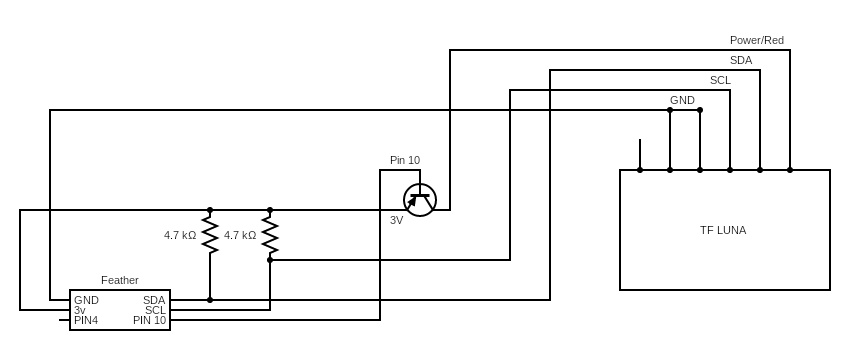 Power/Red
SDA
SCL
GND
Pin 10
3V
4.7 kΩ
4.7 kΩ
TF LUNA
Feather
GND SDA
3v SCL
PIN4 PIN 10